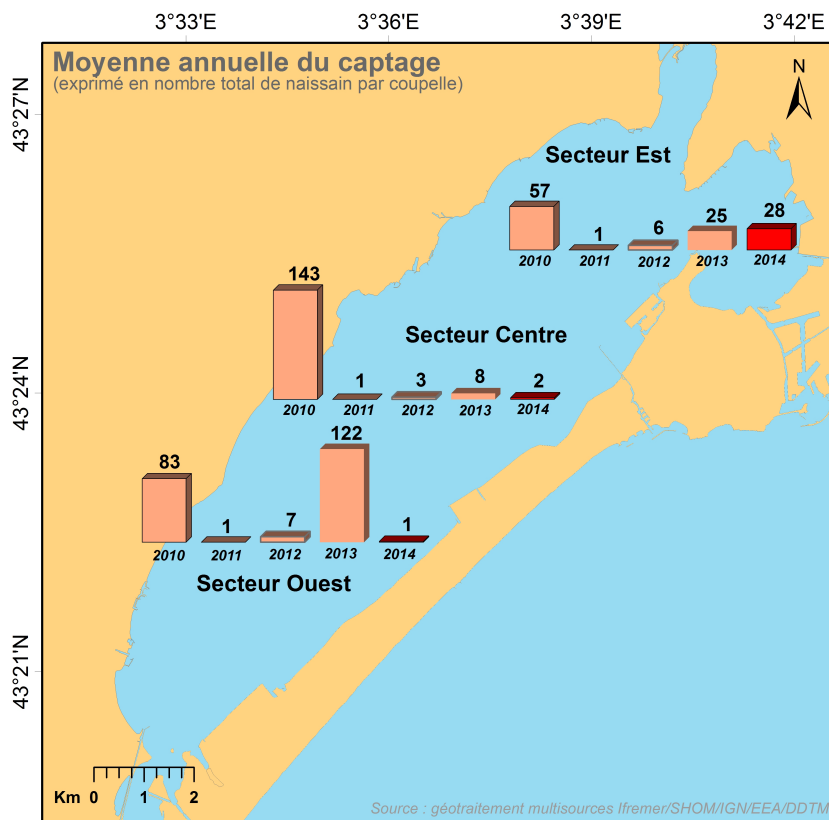 3°33'E 3°36'E 3°39'E 3°42'E
Moyenne annuelle du captage
(exprimé en nombre total de naissain par coupelle)
N
43°27'N
Secteur Est
57 1 6 25 28
2010 2011 2012 2013 2014
143 1 3 8 2
Secteur Centre
43°24'N
2010 2011 2012 2013 2014
83 1 7 122 1
2010 2011 2012 2013 2014
Secteur Ouest
43°21'N
Km 0 1 2
Source : géotraitement multisources Ifremer/SHOM/IGN/EEA/DDTM